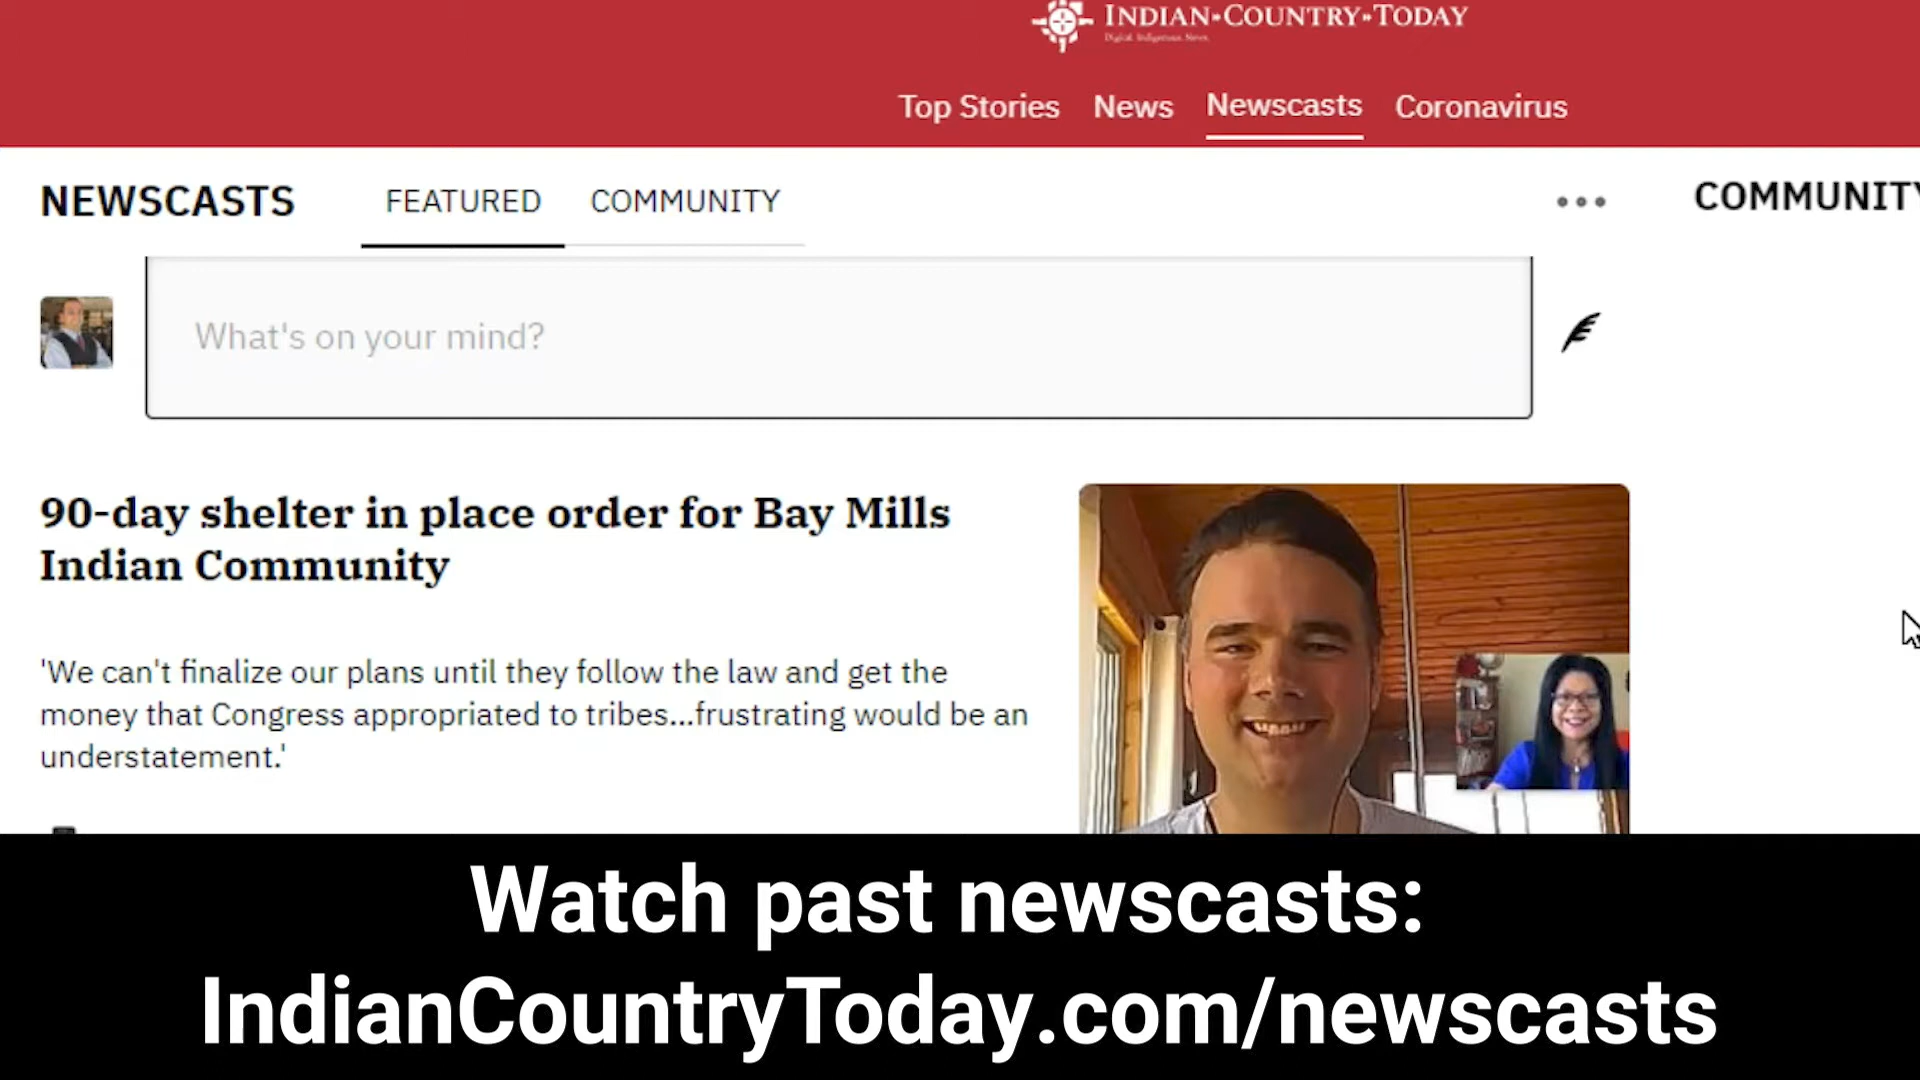 INDIAN•COUNTRY•TODAY
Digital Indigenous News
Top Stories News Newscasts Coronavirus
NEWSCASTS FEATURED COMMUNITY
COMMUNITY
What's on your mind?
90-day shelter in place order for Bay Mills
Indian Community
'We can't finalize our plans until they follow the law and get the
money that Congress appropriated to tribes...frustrating would be an
understatement.'
Watch past newscasts:
IndianCountryToday.com/newscasts